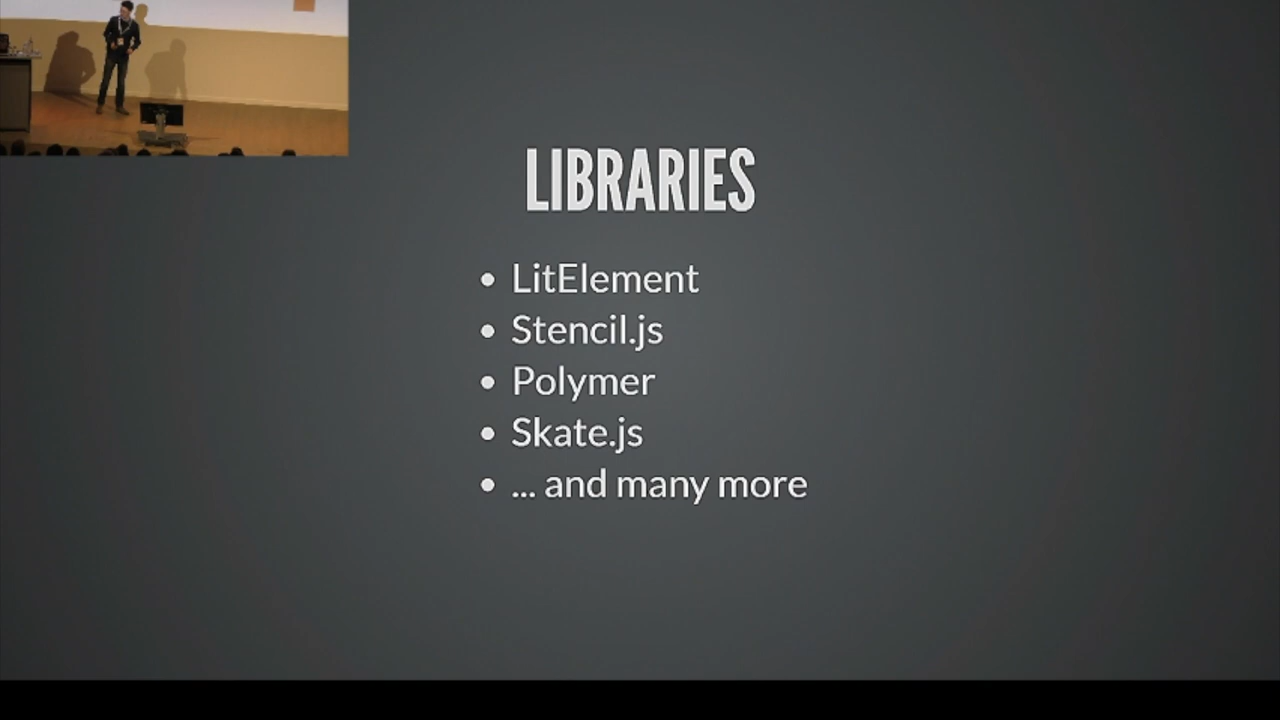 LIBRARIES
LitElement
Stencil.js
Polymer
Skate.js
... and many more